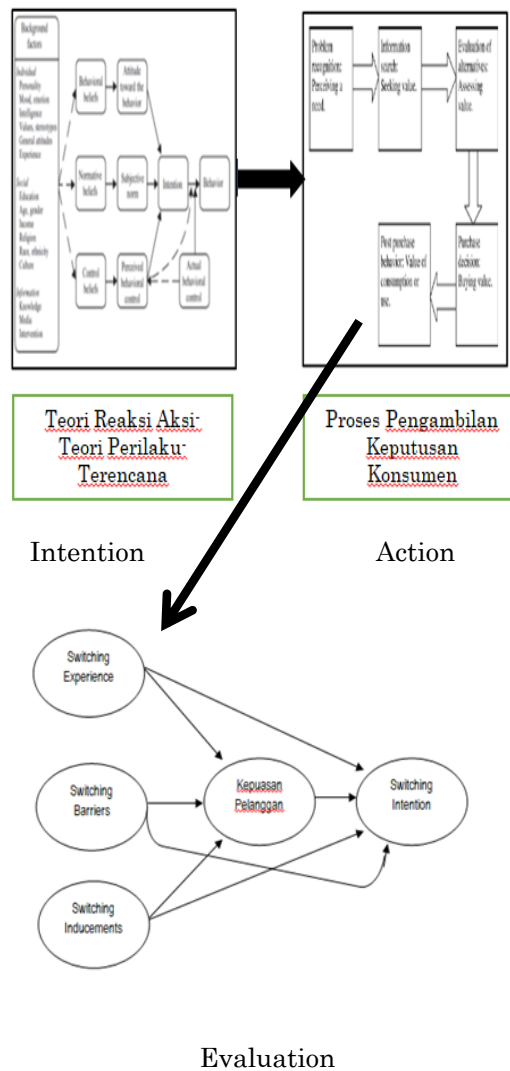 Background
factors
Individual
Personality
Mood, emotion
Intelligence
Values, stereotypes
General attitudes
Experience
Social
Education
Age, gender
Income
Religion
Race, ethnicity
Culture
Information
Knowledge
Media
Intervention
Behavioral
beliefs
Attitude
toward the
behavior
Normative
beliefs
Subjective
norm
Intention
Behavior
Control
beliefs
Perceived
behavioral
control
Actual
behavioral
control
Problem
recognition:
Perceiving a
need.
Information
search:
Seeking value.
Evaluation of
alternatives:
Assessing
value.
Post purchase
behavior: Value of
consumption or
use.
Purchase
decision:
Buying value.
Teori Reaksi Aksi-
Teori Perilaku-
Terencana
Proses Pengambilan
Keputusan
Konsumen
Intention
Action
Switching
Experience
Switching
Barriers
Kepuasan
Pelanggan
Switching
Intention
Switching
Inducements
Evaluation